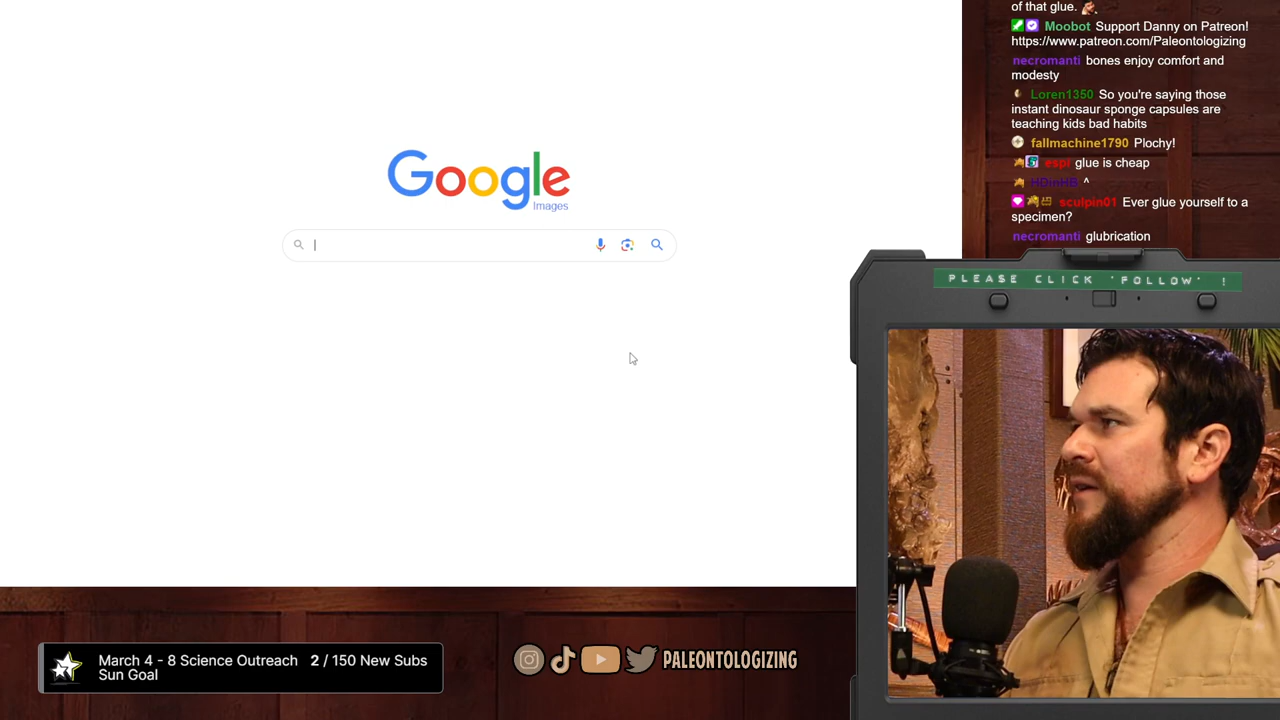 of that glue.
Moobot Support Danny on Patreon!
https://www.patreon.com/Paleontologizing
necromanti bones enjoy comfort and
modesty
Loren1350 So you're saying those
instant dinosaur sponge capsules are
teaching kids bad habits
fallmachine1790 Plochy!
espr glue is cheap
HDinHB ^
sculpin01 Ever glue yourself to a
specimen?
necromanti glubrication
Google
Images
PLEASE CLICK 'FOLLOW' !
March 4 - 8 Science Outreach 2 / 150 New Subs
Sun Goal
PALEONTOLOGIZING